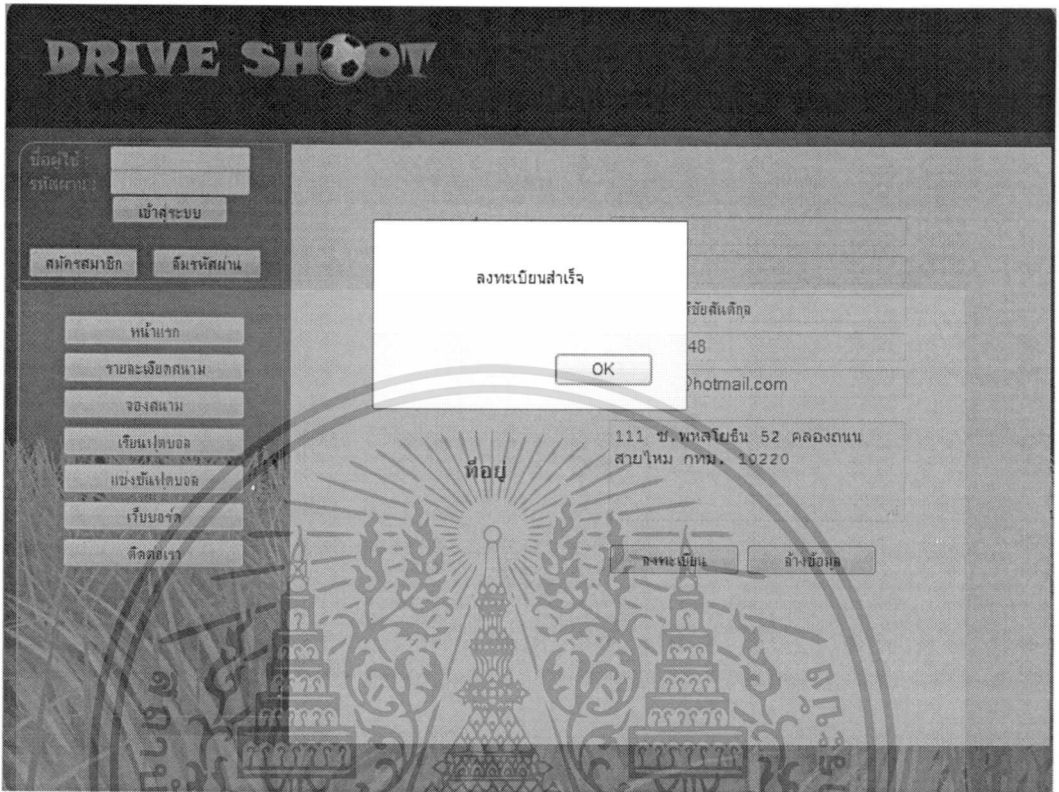 DRIVE SHOOT
ชื่อผู้ใช้ :
รหัสผ่าน :
เข้าสู่ระบบ
สมัครสมาชิก
ลืมรหัสผ่าน
หน้าแรก
รายละเอียดสนาม
จองสนาม
เรียนฟุตบอล
แข่งขันฟุตบอล
เว็บบอร์ด
ติดต่อเรา
ลงทะเบียนสำเร็จ
OK
48
@hotmail.com
ที่อยู่
111 ซ.พหลโยธิน 52 คลองถนน
สายไหม กทม. 10220
ลงทะเบียน
ล้างข้อมูล